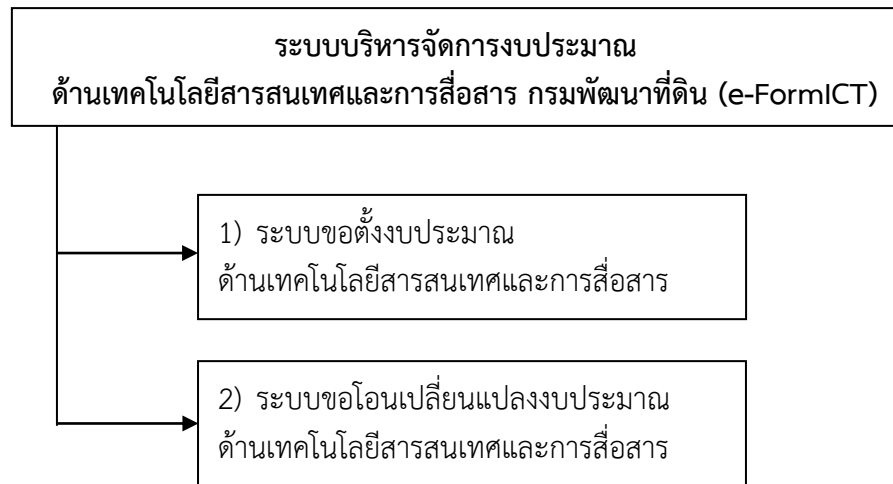 ระบบบริหารจัดการงบประมาณ
ด้านเทคโนโลยีสารสนเทศและการสื่อสาร กรมพัฒนาที่ดิน (e-FormICT)
1) ระบบขอตั้งงบประมาณ
ด้านเทคโนโลยีสารสนเทศและการสื่อสาร
2) ระบบขอโอนเปลี่ยนแปลงงบประมาณ
ด้านเทคโนโลยีสารสนเทศและการสื่อสาร